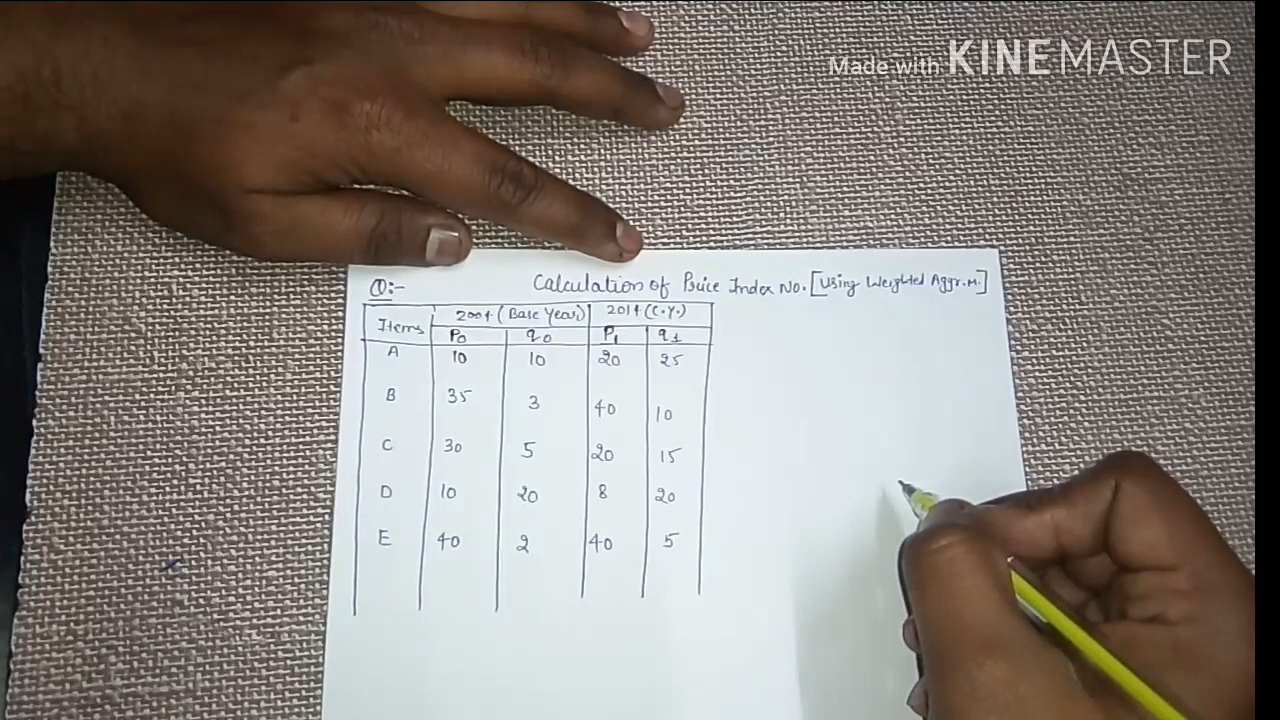 Made with KINEMASTER
Q:- Calculation of Price Index No. [Using Weighted Aggr.M.]
Items 2004 (Base Year) 2014 (C.Y.)
P0 q0 P1 q1
A 10 10 20 25
B 35 3 40 10
C 30 5 20 15
D 10 20 8 20
E 40 2 40 5